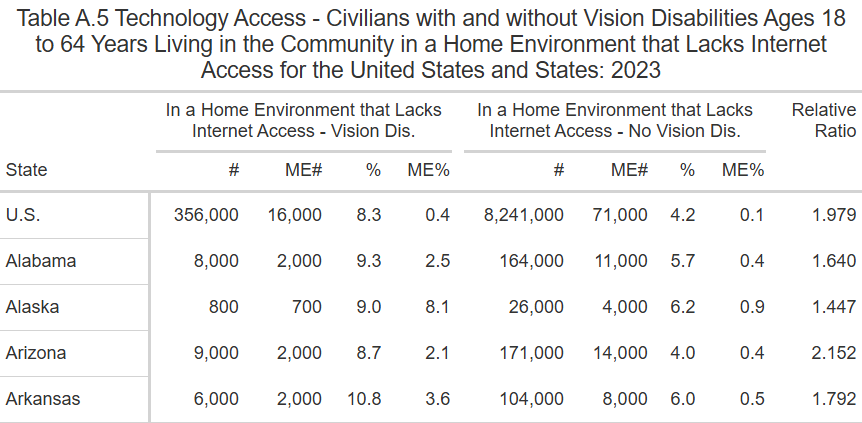 Table A.5 Technology Access - Civilians with and without Vision Disabilities Ages 18
to 64 Years Living in the Community in a Home Environment that Lacks Internet
Access for the United States and States: 2023
In a Home Environment that Lacks In a Home Environment that Lacks Relative
Internet Access - Vision Dis. Internet Access - No Vision Dis. Ratio
State # ME# % ME% # ME# % ME%
U.S. 356,000 16,000 8.3 0.4 8,241,000 71,000 4.2 0.1 1.979
Alabama 8,000 2,000 9.3 2.5 164,000 11,000 5.7 0.4 1.640
Alaska 800 700 9.0 8.1 26,000 4,000 6.2 0.9 1.447
Arizona 9,000 2,000 8.7 2.1 171,000 14,000 4.0 0.4 2.152
Arkansas 6,000 2,000 10.8 3.6 104,000 8,000 6.0 0.5 1.792